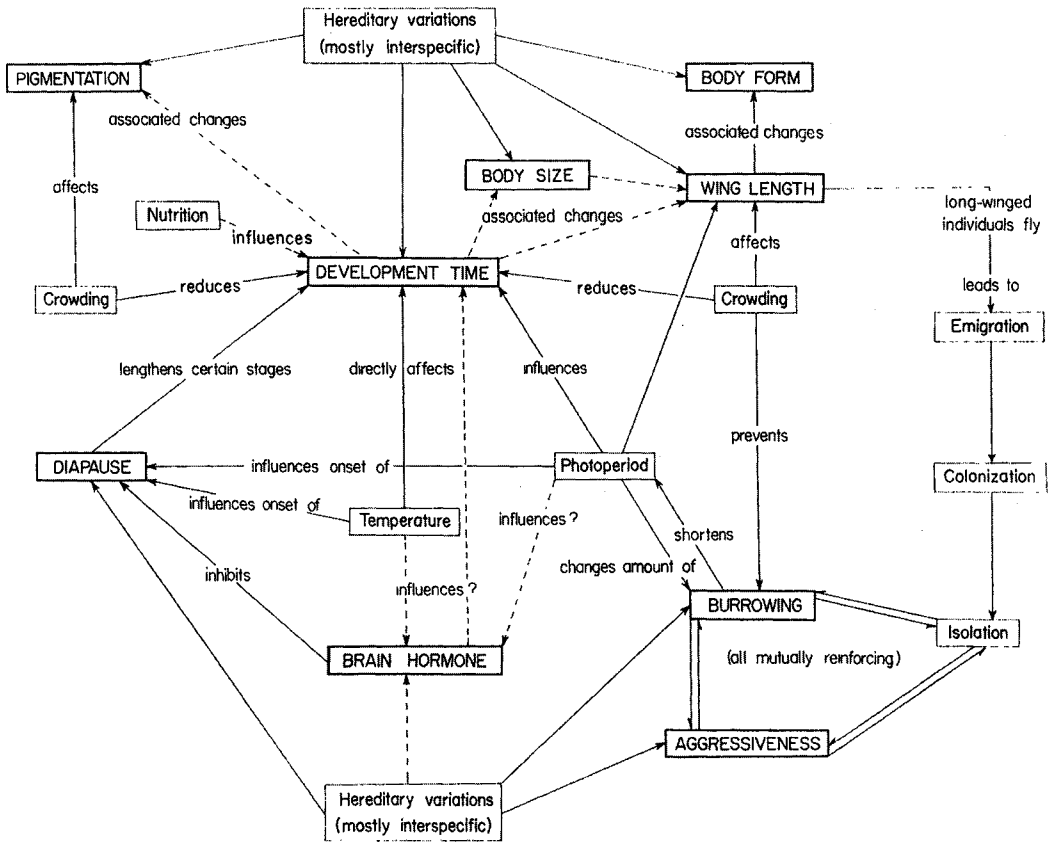 Hereditary variations
(mostly interspecific)
PIGMENTATION
BODY FORM
associated changes
associated changes
affects
BODY SIZE
WING LENGTH
Nutrition
associated changes
long-winged
individuals fly
influences
affects
DEVELOPMENT TIME
Crowding
reduces
reduces
Crowding
leads to
Emigration
lengthens certain stages
directly affects
influences
prevents
DIAPAUSE
influences onset of
Photoperiod
Colonization
influences onset of
Temperature
influences?
shortens
inhibits
influences?
changes amount of
BURROWING
Isolation
BRAIN HORMONE
(all mutually reinforcing)
AGGRESSIVENESS
Hereditary variations
(mostly interspecific)